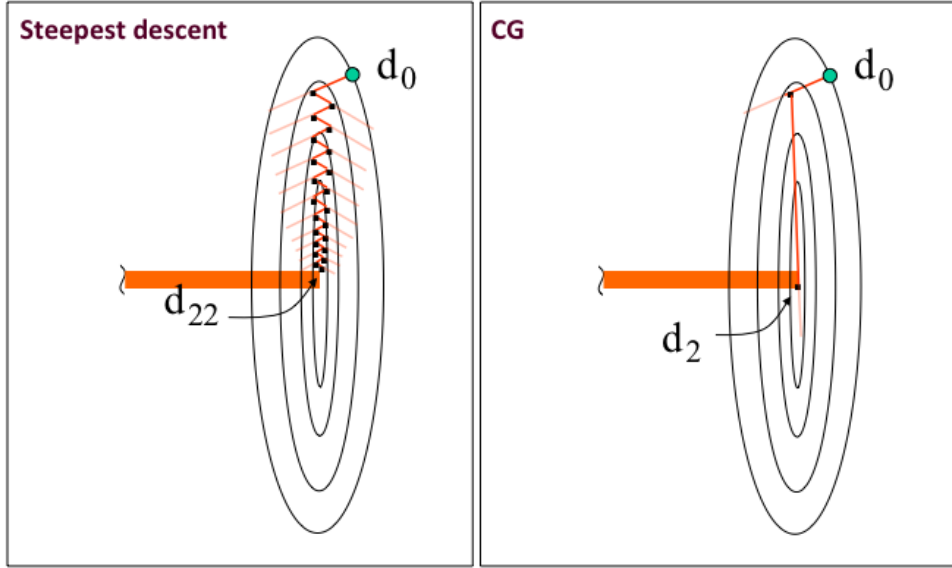 Steepest descent
d₀
d₂₂
CG
d₀
d₂